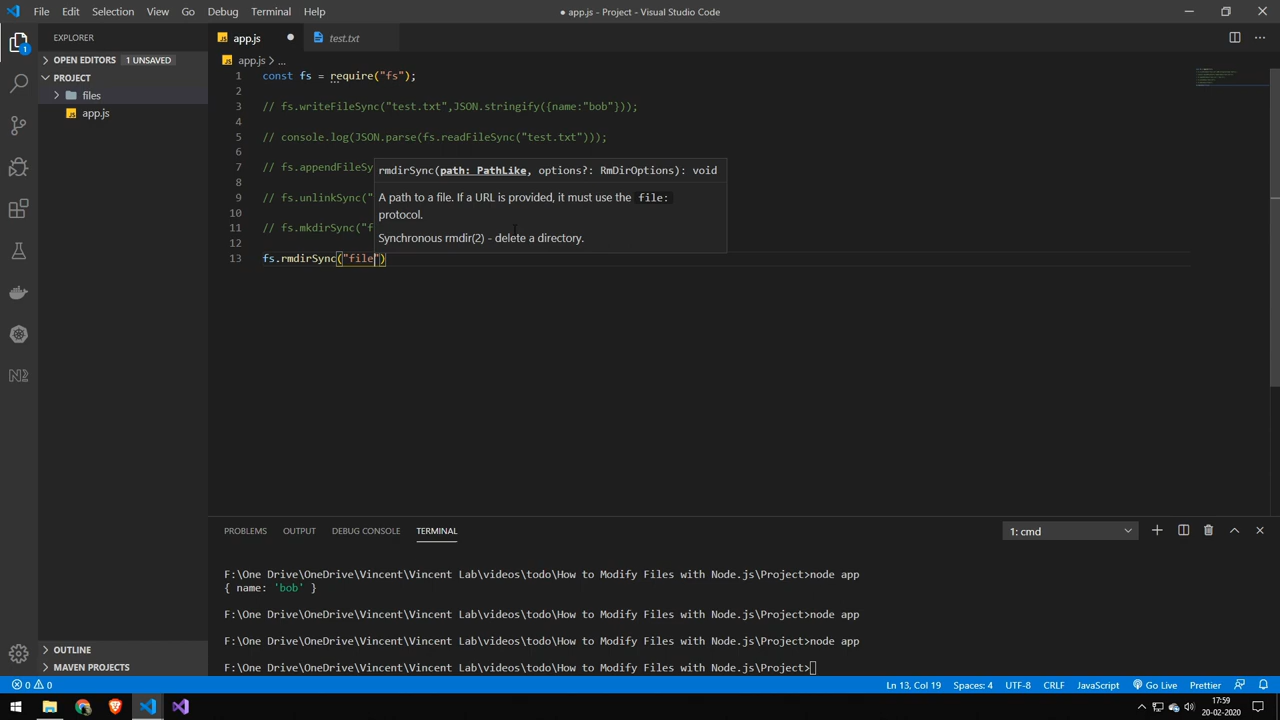 File Edit Selection View Go Debug Terminal Help
● app.js - Project - Visual Studio Code
EXPLORER
app.js ●
test.txt
OPEN EDITORS 1 UNSAVED
app.js > ...
PROJECT
files
app.js
1 const fs = require("fs");
2
3 // fs.writeFileSync("test.txt",JSON.stringify({name:"bob"}));
4
5 // console.log(JSON.parse(fs.readFileSync("test.txt")));
6
7 // fs.appendFileSy
8
9 // fs.unlinkSync("
10
11 // fs.mkdirSync("f
12
13 fs.rmdirSync("file")
rmdirSync(path: PathLike, options?: RmDirOptions): void
A path to a file. If a URL is provided, it must use the file:
protocol.
Synchronous rmdir(2) - delete a directory.
PROBLEMS OUTPUT DEBUG CONSOLE TERMINAL
1: cmd
F:\One Drive\OneDrive\Vincent\Vincent Lab\videos\todo\How to Modify Files with Node.js\Project>node app
{ name: 'bob' }
F:\One Drive\OneDrive\Vincent\Vincent Lab\videos\todo\How to Modify Files with Node.js\Project>node app
F:\One Drive\OneDrive\Vincent\Vincent Lab\videos\todo\How to Modify Files with Node.js\Project>node app
F:\One Drive\OneDrive\Vincent\Vincent Lab\videos\todo\How to Modify Files with Node.js\Project>
OUTLINE
MAVEN PROJECTS
0 0
Ln 13, Col 19 Spaces: 4 UTF-8 CRLF JavaScript Go Live Prettier
17:59
20-02-2020